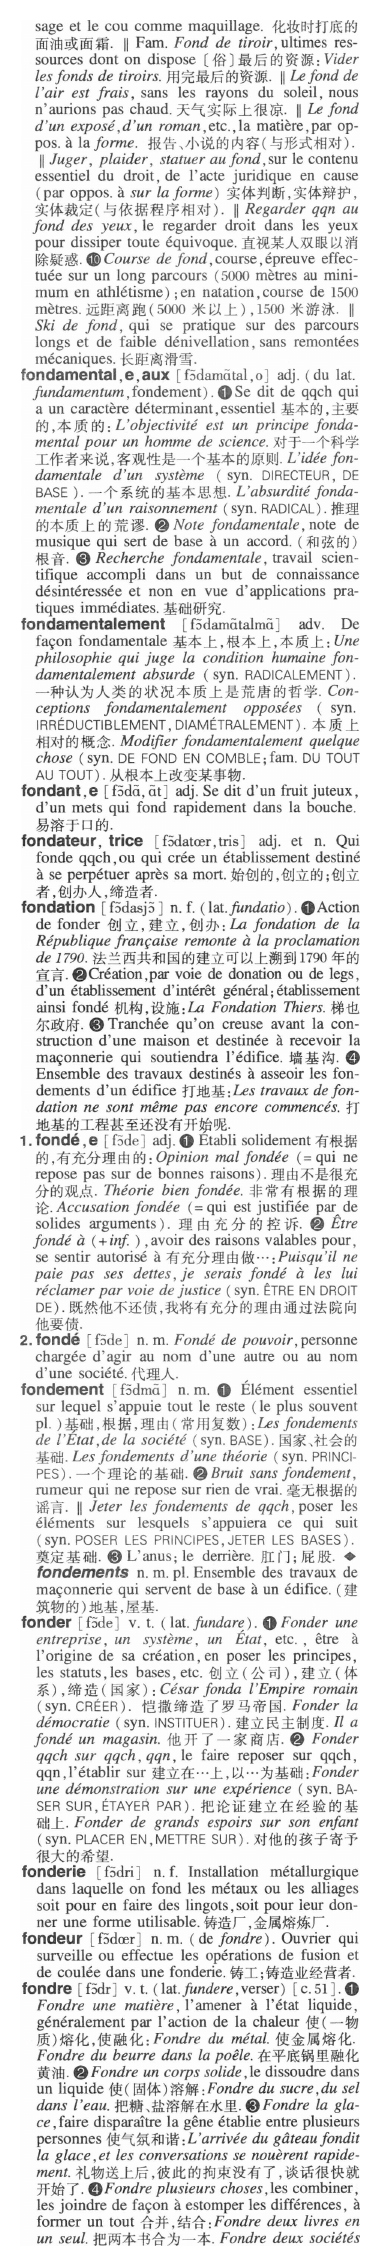 sage et le cou comme maquillage. 化妆时打底的
面油或面霜. ‖ Fam. Fond de tiroir, ultimes res-
sources dont on dispose [俗]最后的资源: Vider
les fonds de tiroirs. 用完最后的资源. ‖ Le fond de
l'air est frais, sans les rayons du soleil, nous
n'aurions pas chaud. 天气实际上很凉. ‖ Le fond
d'un exposé, d'un roman, etc., la matière, par op-
pos. à la forme. 报告、小说的内容(与形式相对).
‖ Juger, plaider, statuer au fond, sur le contenu
essentiel du droit, de l'acte juridique en cause
(par oppos. à sur la forme) 实体判断,实体辩护,
实体裁定(与依据程序相对). ‖ Regarder qqn au
fond des yeux, le regarder droit dans les yeux
pour dissiper toute équivoque. 直视某人双眼以消
除疑惑. ❿ Course de fond, course, épreuve effec-
tuée sur un long parcours (5000 mètres au mini-
mum en athlétisme); en natation, course de 1500
mètres. 远距离跑(5000 米以上), 1500 米游泳. ‖
Ski de fond, qui se pratique sur des parcours
longs et de faible dénivellation, sans remontées
mécaniques. 长距离滑雪.
fondamental, e, aux [fɔ̃damɑ̃tal, o] adj. (du lat.
fundamentum, fondement). ❶ Se dit de qqch qui
a un caractère déterminant, essentiel 基本的,主要
的,本质的: L'objectivité est un principe fonda-
mental pour un homme de science. 对于一个科学
工作者来说,客观性是一个基本的原则. L'idée fon-
damentale d'un système (syn. DIRECTEUR, DE
BASE). 一个系统的基本思想. L'absurdité fonda-
mentale d'un raisonnement (syn. RADICAL). 推理
的本质上的荒谬. ❷ Note fondamentale, note de
musique qui sert de base à un accord. (和弦的)
根音. ❸ Recherche fondamentale, travail scien-
tifique accompli dans un but de connaissance
désintéressée et non en vue d'applications pra-
tiques immédiates. 基础研究.
fondamentalement [fɔ̃damɑ̃talmɑ̃] adv. De
façon fondamentale 基本上,根本上,本质上: Une
philosophie qui juge la condition humaine fon-
damentalement absurde (syn. RADICALEMENT).
一种认为人类的状况本质上是荒唐的哲学. Con-
ceptions fondamentalement opposées (syn.
IRRÉDUCTIBLEMENT, DIAMÉTRALEMENT). 本质上
相对的概念. Modifier fondamentalement quelque
chose (syn. DE FOND EN COMBLE; fam. DU TOUT
AU TOUT). 从根本上改变某事物.
fondant, e [fɔ̃dɑ̃, ɑ̃t] adj. Se dit d'un fruit juteux,
d'un mets qui fond rapidement dans la bouche.
易溶于口的.
fondateur, trice [fɔ̃datœr, tris] adj. et n. Qui
fonde qqch, ou qui crée un établissement destiné
à se perpétuer après sa mort. 始创的,创立的;创立
者,创办人,缔造者.
fondation [fɔ̃dasjɔ̃] n. f. (lat. fundatio). ❶ Action
de fonder 创立,建立,创办: La fondation de la
République française remonte à la proclamation
de 1790. 法兰西共和国的建立可以上溯到1790 年的
宣言. ❷ Création, par voie de donation ou de legs,
d'un établissement d'intérêt général; établissement
ainsi fondé 机构,设施: La Fondation Thiers. 梯也
尔政府. ❸ Tranchée qu'on creuse avant la con-
struction d'une maison et destinée à recevoir la
maçonnerie qui soutiendra l'édifice. 墙基沟. ❹
Ensemble des travaux destinés à asseoir les fon-
dements d'un édifice 打地基: Les travaux de fon-
dation ne sont même pas encore commencés. 打
地基的工程甚至还没有开始呢.
1. fondé, e [fɔ̃de] adj. ❶ Établi solidement 有根据
的,有充分理由的: Opinion mal fondée (= qui ne
repose pas sur de bonnes raisons). 理由不是很充
分的观点. Théorie bien fondée. 非常有根据的理
论. Accusation fondée (= qui est justifiée par de
solides arguments). 理由充分的控诉. ❷ Être
fondé à (+inf.), avoir des raisons valables pour,
se sentir autorisé à 有充分理由做…: Puisqu'il ne
paie pas ses dettes, je serais fondé à les lui
réclamer par voie de justice (syn. ÊTRE EN DROIT
DE). 既然他不还债,我将有充分的理由通过法院向
他要债.
2. fondé [fɔ̃de] n. m. Fondé de pouvoir, personne
chargée d'agir au nom d'une autre ou au nom
d'une société. 代理人.
fondement [fɔ̃dmɑ̃] n. m. ❶ Élément essentiel
sur lequel s'appuie tout le reste (le plus souvent
pl.) 基础,根据,理由(常用复数): Les fondements
de l'État, de la société (syn. BASE). 国家、社会的
基础. Les fondements d'une théorie (syn. PRINCI-
PES). 一个理论的基础. ❷ Bruit sans fondement,
rumeur qui ne repose sur rien de vrai. 毫无根据的
谣言. ‖ Jeter les fondements de qqch, poser les
éléments sur lesquels s'appuiera ce qui suit
(syn. POSER LES PRINCIPES, JETER LES BASES).
奠定基础. ❸ L'anus; le derrière. 肛门;屁股. ◆
fondements n. m. pl. Ensemble des travaux de
maçonnerie qui servent de base à un édifice. (建
筑物的)地基,屋基.
fonder [fɔ̃de] v. t. (lat. fundare). ❶ Fonder une
entreprise, un système, un État, etc., être à
l'origine de sa création, en poser les principes,
les statuts, les bases, etc. 创立(公司),建立(体
系),缔造(国家): César fonda l'Empire romain
(syn. CRÉER). 恺撒缔造了罗马帝国. Fonder la
démocratie (syn. INSTITUER). 建立民主制度. Il a
fondé un magasin. 他开了一家商店. ❷ Fonder
qqch sur qqch, qqn, le faire reposer sur qqch,
qqn, l'établir sur 建立在…上,以…为基础: Fonder
une démonstration sur une expérience (syn. BA-
SER SUR, ÉTAYER PAR). 把论证建立在经验的基
础上. Fonder de grands espoirs sur son enfant
(syn. PLACER EN, METTRE SUR). 对他的孩子寄予
很大的希望.
fonderie [fɔ̃dri] n. f. Installation métallurgique
dans laquelle on fond les métaux ou les alliages
soit pour en faire des lingots, soit pour leur don-
ner une forme utilisable. 铸造厂,金属熔炼厂.
fondeur [fɔ̃dœr] n. m. (de fondre). Ouvrier qui
surveille ou effectue les opérations de fusion et
de coulée dans une fonderie. 铸工;铸造业经营者.
fondre [fɔ̃dr] v. t. (lat. fundere, verser) [c. 51]. ❶
Fondre une matière, l'amener à l'état liquide,
généralement par l'action de la chaleur 使(一物
质)熔化,使融化: Fondre du métal. 使金属熔化.
Fondre du beurre dans la poêle. 在平底锅里融化
黄油. ❷ Fondre un corps solide, le dissoudre dans
un liquide 使(固体)溶解: Fondre du sucre, du sel
dans l'eau. 把糖、盐溶解在水里. ❸ Fondre la gla-
ce, faire disparaître la gêne établie entre plusieurs
personnes 使气氛和谐: L'arrivée du gâteau fondit
la glace, et les conversations se nouèrent rapide-
ment. 礼物送上后,彼此的拘束没有了,谈话很快就
开始了. ❹ Fondre plusieurs choses, les combiner,
les joindre de façon à estomper les différences, à
former un tout 合并,结合: Fondre deux livres en
un seul. 把两本书合为一本. Fondre deux sociétés